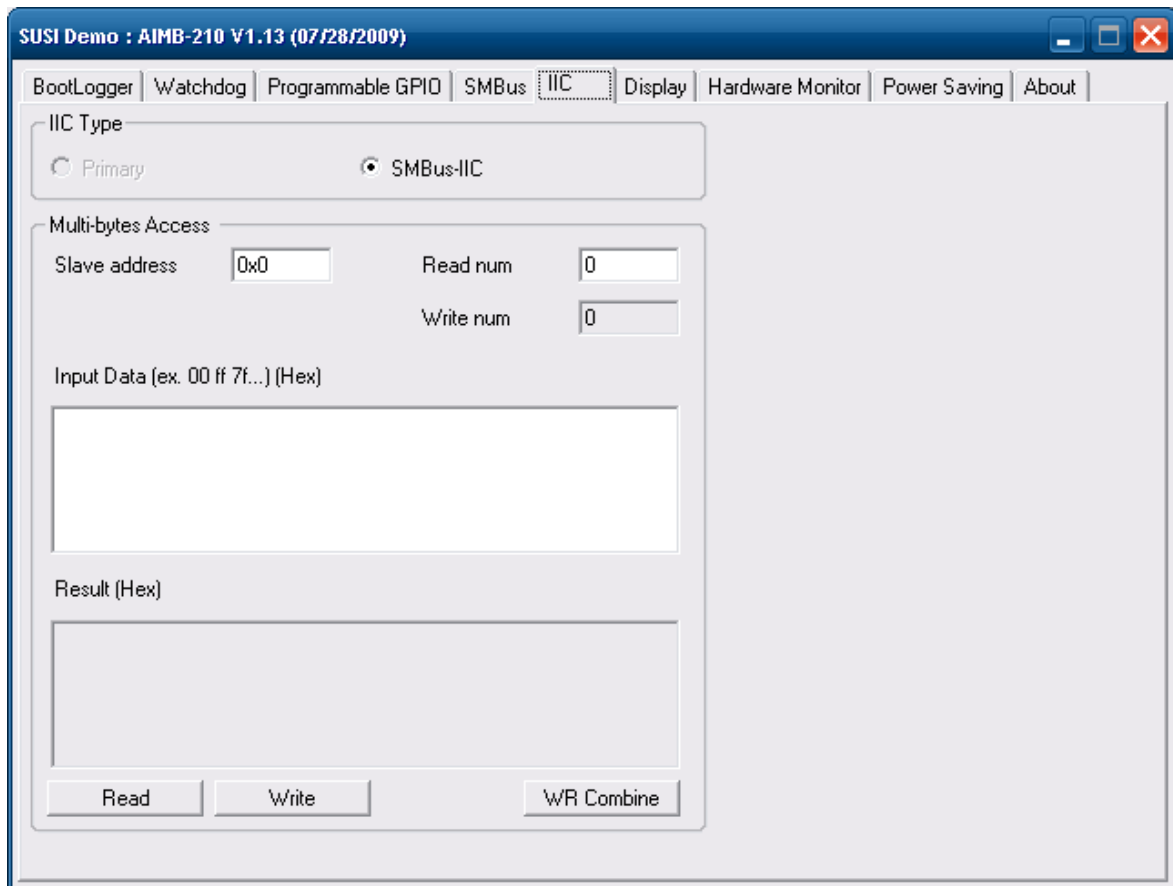 SUSI Demo : AIMB-210 V1.13 (07/28/2009)
BootLogger Watchdog Programmable GPIO SMBus IIC Display Hardware Monitor Power Saving About
IIC Type
Primary SMBus-IIC
Multi-bytes Access
Slave address 0x0 Read num 0
Write num 0
Input Data (ex. 00 ff 7f...) (Hex)
Result (Hex)
Read Write WR Combine